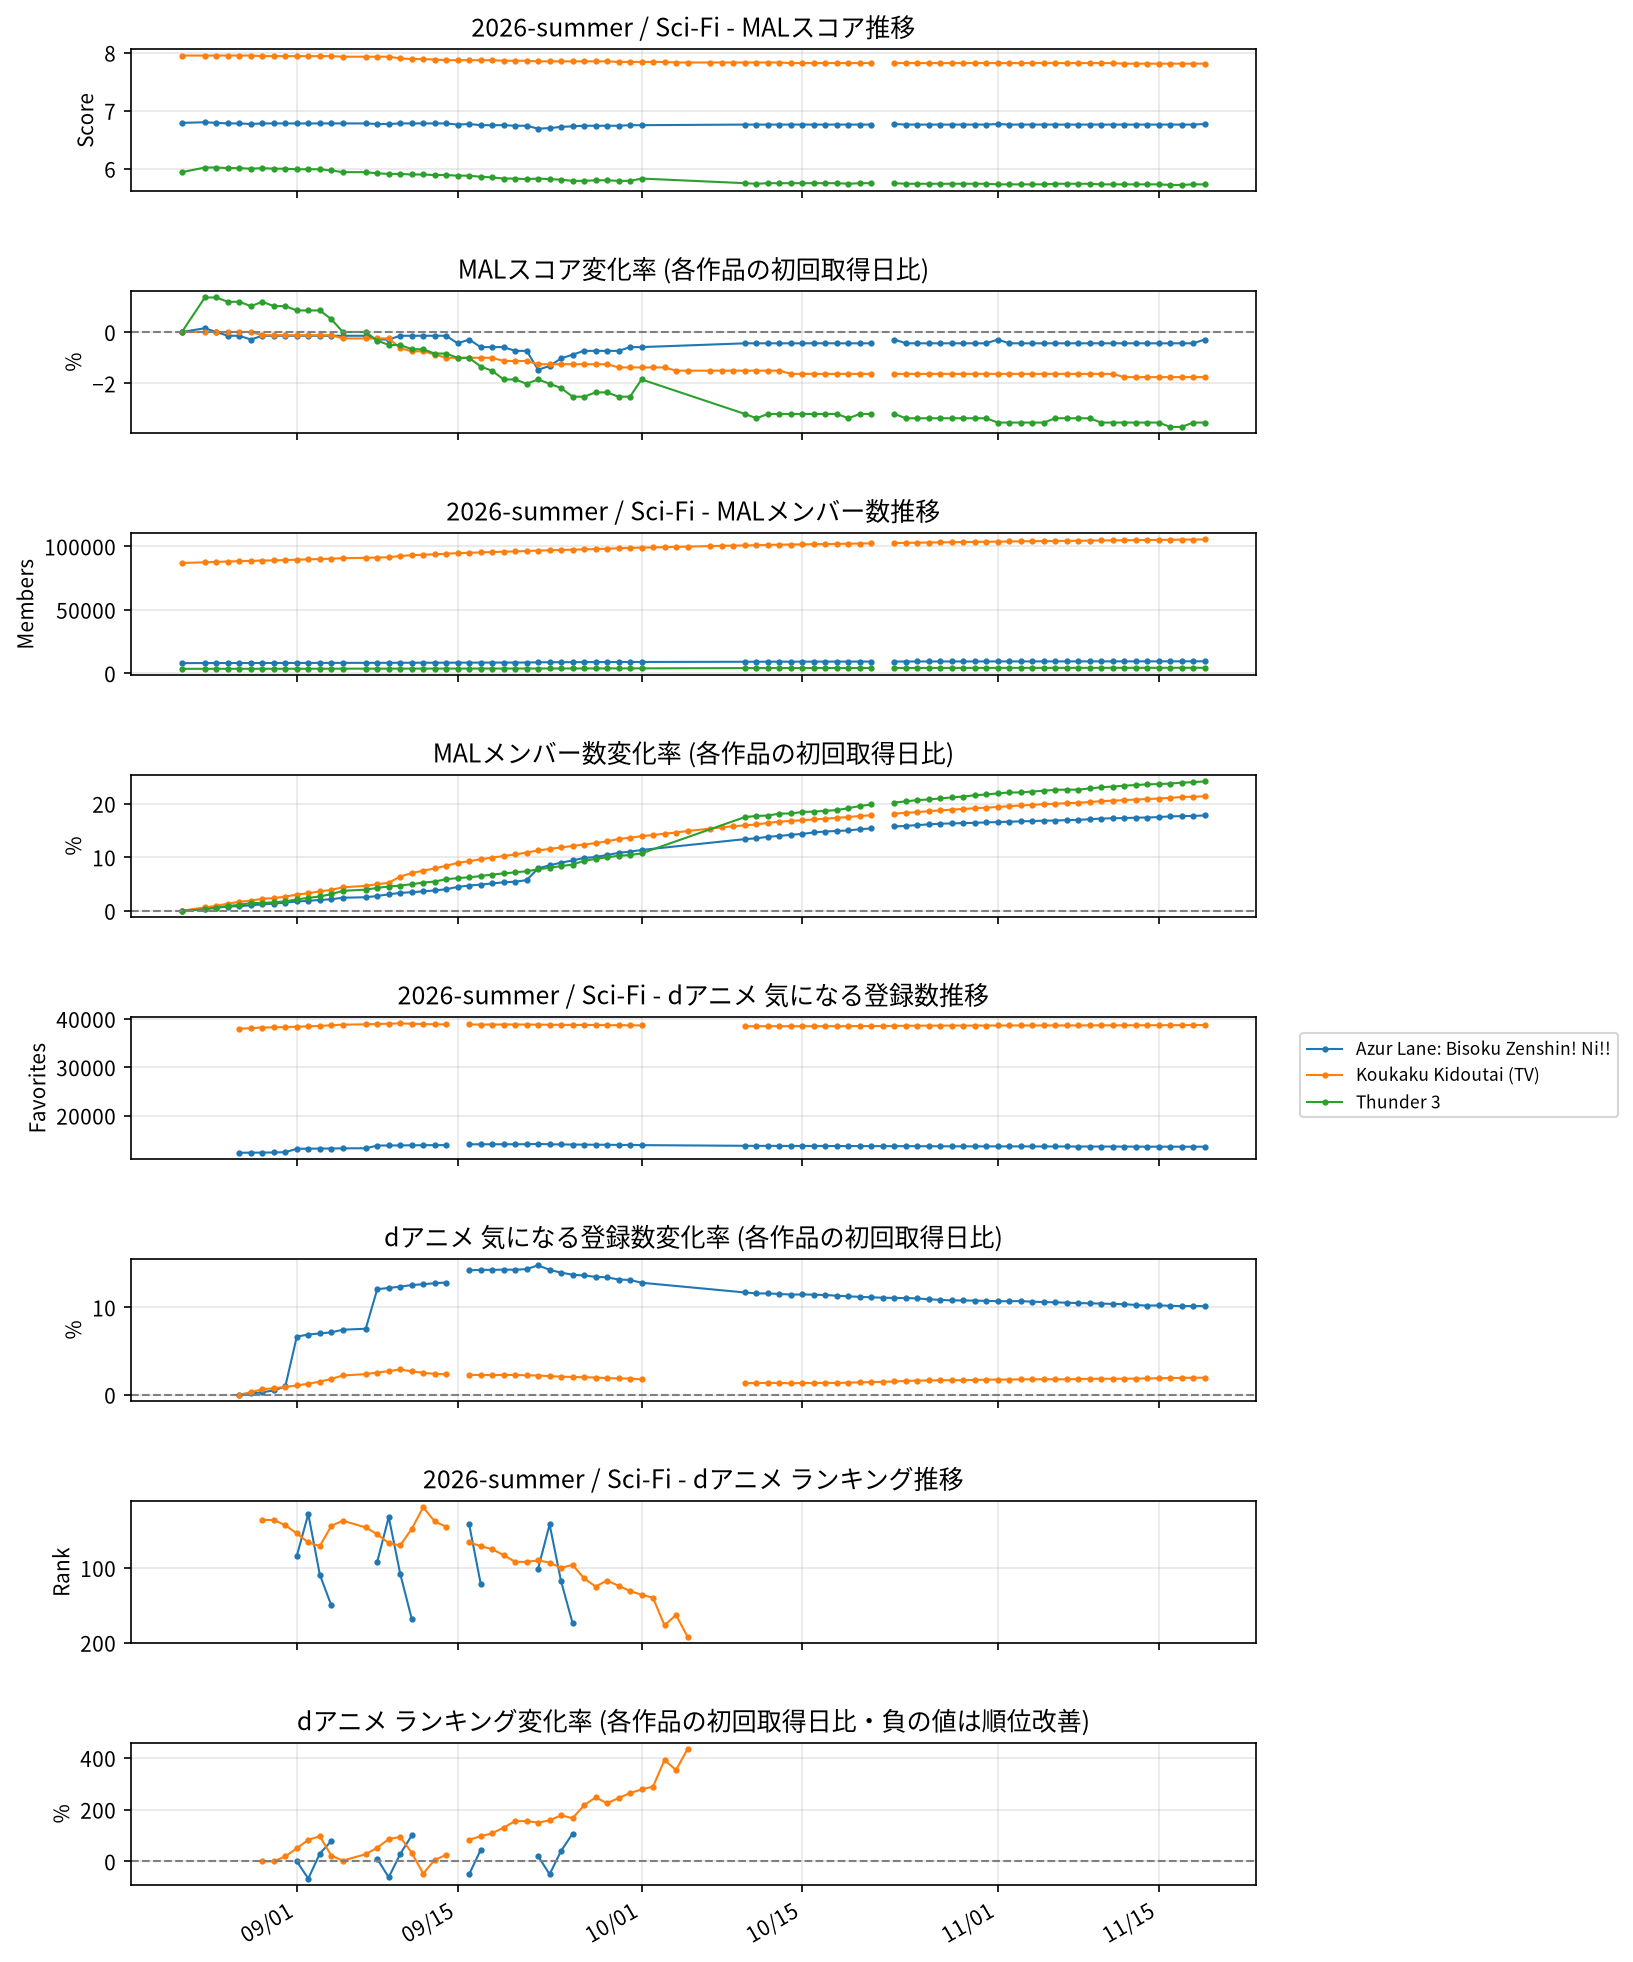 2026-summer / Sci-Fi - MALスコア推移
Score
8
7
6
MALスコア変化率 (各作品の初回取得日比)
%
0
−2
2026-summer / Sci-Fi - MALメンバー数推移
Members
100000
50000
0
MALメンバー数変化率 (各作品の初回取得日比)
%
20
10
0
2026-summer / Sci-Fi - dアニメ 気になる登録数推移
Favorites
40000
30000
20000
Azur Lane: Bisoku Zenshin! Ni!!
Koukaku Kidoutai (TV)
Thunder 3
dアニメ 気になる登録数変化率 (各作品の初回取得日比)
%
10
0
2026-summer / Sci-Fi - dアニメ ランキング推移
Rank
100
200
dアニメ ランキング変化率 (各作品の初回取得日比・負の値は順位改善)
%
400
200
0
09/01
09/15
10/01
10/15
11/01
11/15